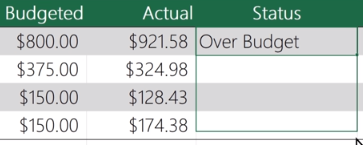 Budgeted Actual Status
$800.00 $921.58 Over Budget
$375.00 $324.98
$150.00 $128.43
$150.00 $174.38